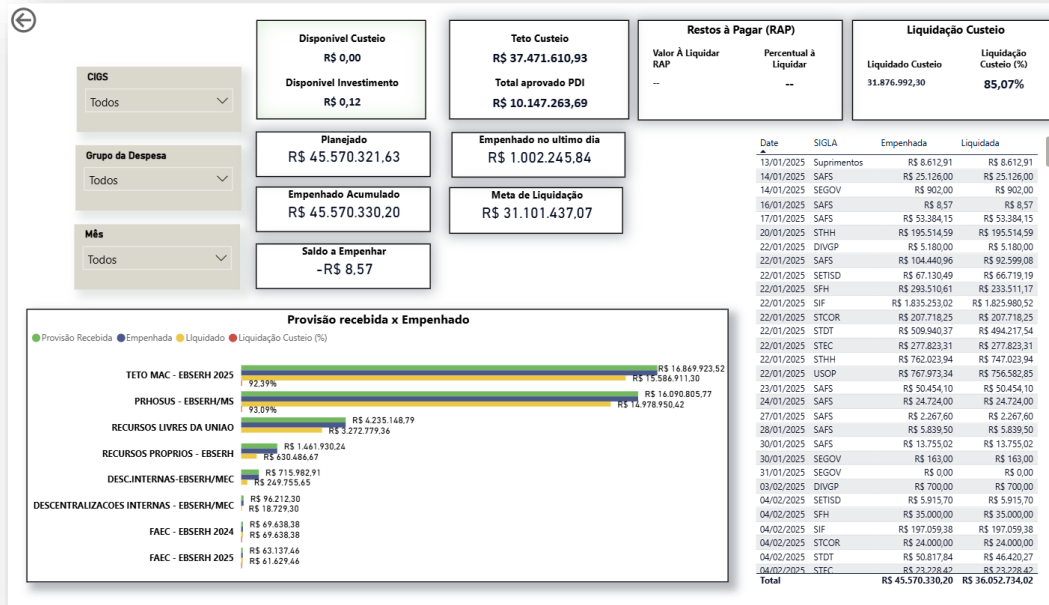 Disponivel Custeio
R$ 0,00
Disponivel Investimento
R$ 0,12
Teto Custeio
R$ 37.471.610,93
Total aprovado PDI
R$ 10.147.263,69
Restos à Pagar (RAP)
Valor À Liquidar RAP
Percentual à Liquidar
--
--
Liquidação Custeio
Liquidado Custeio
Liquidação Custeio (%)
31.876.992,30
85,07%
CIGS
Todos
Grupo da Despesa
Todos
Mês
Todos
Planejado
R$ 45.570.321,63
Empenhado no ultimo dia
R$ 1.002.245,84
Empenhado Acumulado
R$ 45.570.330,20
Meta de Liquidação
R$ 31.101.437,07
Saldo a Empenhar
-R$ 8,57
Provisão recebida x Empenhado
Provisão Recebida Empenhada LIquidado Liquidação Custeio (%)
TETO MAC - EBSERH 2025
R$ 16.869.923,52
R$ 15.586.911,30
92.39%
PRHOSUS - EBSERH/MS
R$ 16.090.805,77
R$ 14.978.950,42
93.09%
RECURSOS LIVRES DA UNIAO
R$ 4.235.148,79
R$ 3.272.779,36
RECURSOS PROPRIOS - EBSERH
R$ 1.461.930,24
R$ 630.486,67
DESC.INTERNAS-EBSERH/MEC
R$ 715.982,91
R$ 249.755,65
DESCENTRALIZACOES INTERNAS - EBSERH/MEC
R$ 96.212,30
R$ 18.729,30
FAEC - EBSERH 2024
R$ 69.638,38
R$ 69.638,38
FAEC - EBSERH 2025
R$ 63.137,46
R$ 61.629,46
Date SIGLA Empenhada Liquidada
13/01/2025 Suprimentos R$ 8.612,91 R$ 8.612,91
14/01/2025 SAFS R$ 25.126,00 R$ 25.126,00
14/01/2025 SEGOV R$ 902,00 R$ 902,00
16/01/2025 SAFS R$ 8,57 R$ 8,57
17/01/2025 SAFS R$ 53.384,15 R$ 53.384,15
20/01/2025 STHH R$ 195.514,59 R$ 195.514,59
22/01/2025 DIVGP R$ 5.180,00 R$ 5.180,00
22/01/2025 SAFS R$ 104.440,96 R$ 92.599,08
22/01/2025 SETISD R$ 67.130,49 R$ 66.719,19
22/01/2025 SFH R$ 293.510,61 R$ 233.511,17
22/01/2025 SIF R$ 1.835.253,02 R$ 1.825.980,52
22/01/2025 STCOR R$ 207.718,25 R$ 207.718,25
22/01/2025 STDT R$ 509.940,37 R$ 494.217,54
22/01/2025 STEC R$ 277.823,31 R$ 277.823,31
22/01/2025 STHH R$ 762.023,94 R$ 747.023,94
22/01/2025 USOP R$ 767.973,34 R$ 756.582,85
23/01/2025 SAFS R$ 50.454,10 R$ 50.454,10
24/01/2025 SAFS R$ 24.724,00 R$ 24.724,00
27/01/2025 SAFS R$ 2.267,60 R$ 2.267,60
28/01/2025 SAFS R$ 5.839,50 R$ 5.839,50
30/01/2025 SAFS R$ 13.755,02 R$ 13.755,02
30/01/2025 SEGOV R$ 163,00 R$ 163,00
31/01/2025 SEGOV R$ 0,00 R$ 0,00
03/02/2025 DIVGP R$ 700,00 R$ 700,00
04/02/2025 SETISD R$ 5.915,70 R$ 5.915,70
04/02/2025 SFH R$ 35.000,00 R$ 35.000,00
04/02/2025 SIF R$ 197.059,38 R$ 197.059,38
04/02/2025 STCOR R$ 24.000,00 R$ 24.000,00
04/02/2025 STDT R$ 50.817,84 R$ 46.420,27
04/02/2025 STEC R$ 23.228,42 R$ 23.228,42
Total R$ 45.570.330,20 R$ 36.052.734,02